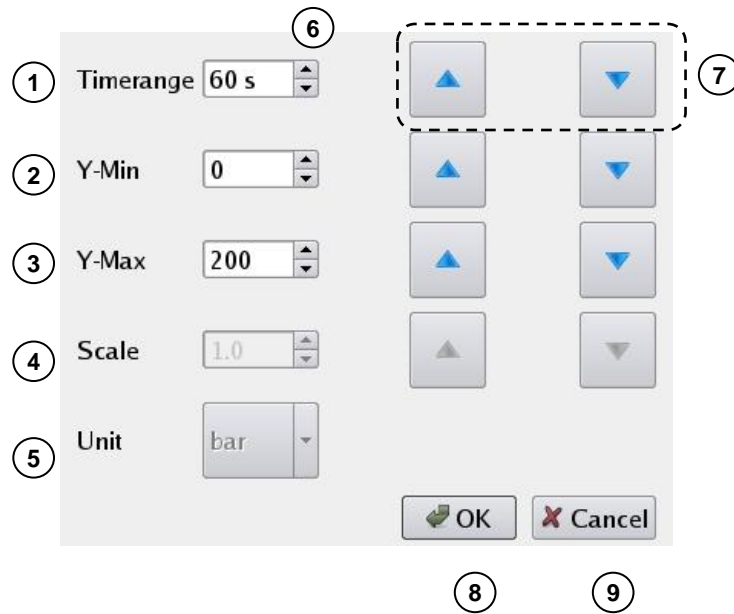 6
1 Timerange 60 s 7
2 Y-Min 0
3 Y-Max 200
4 Scale 1.0
5 Unit bar
OK Cancel
8 9